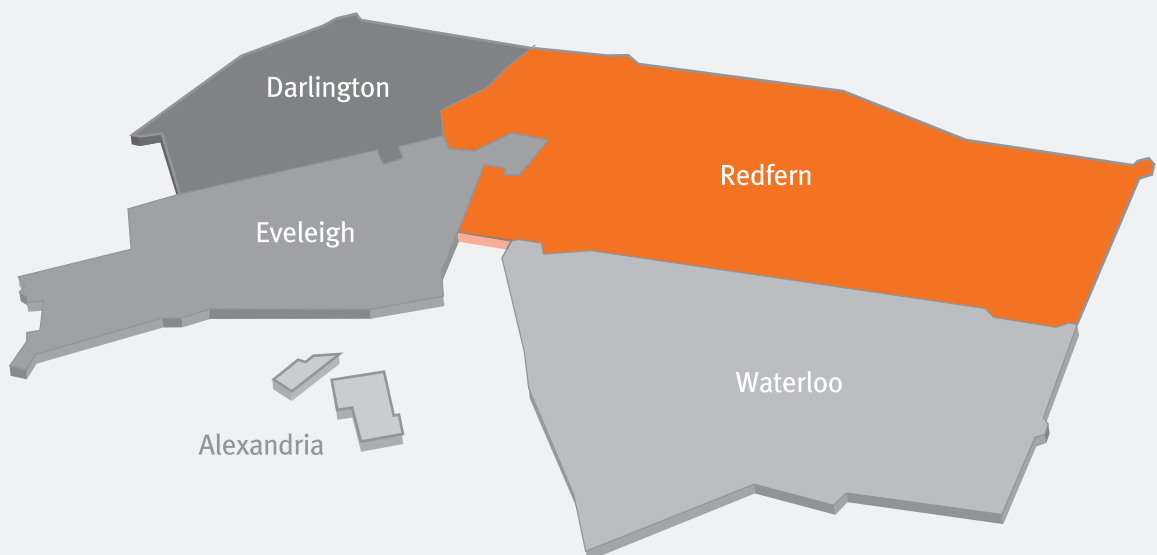 Darlington
Redfern
Eveleigh
Waterloo
Alexandria